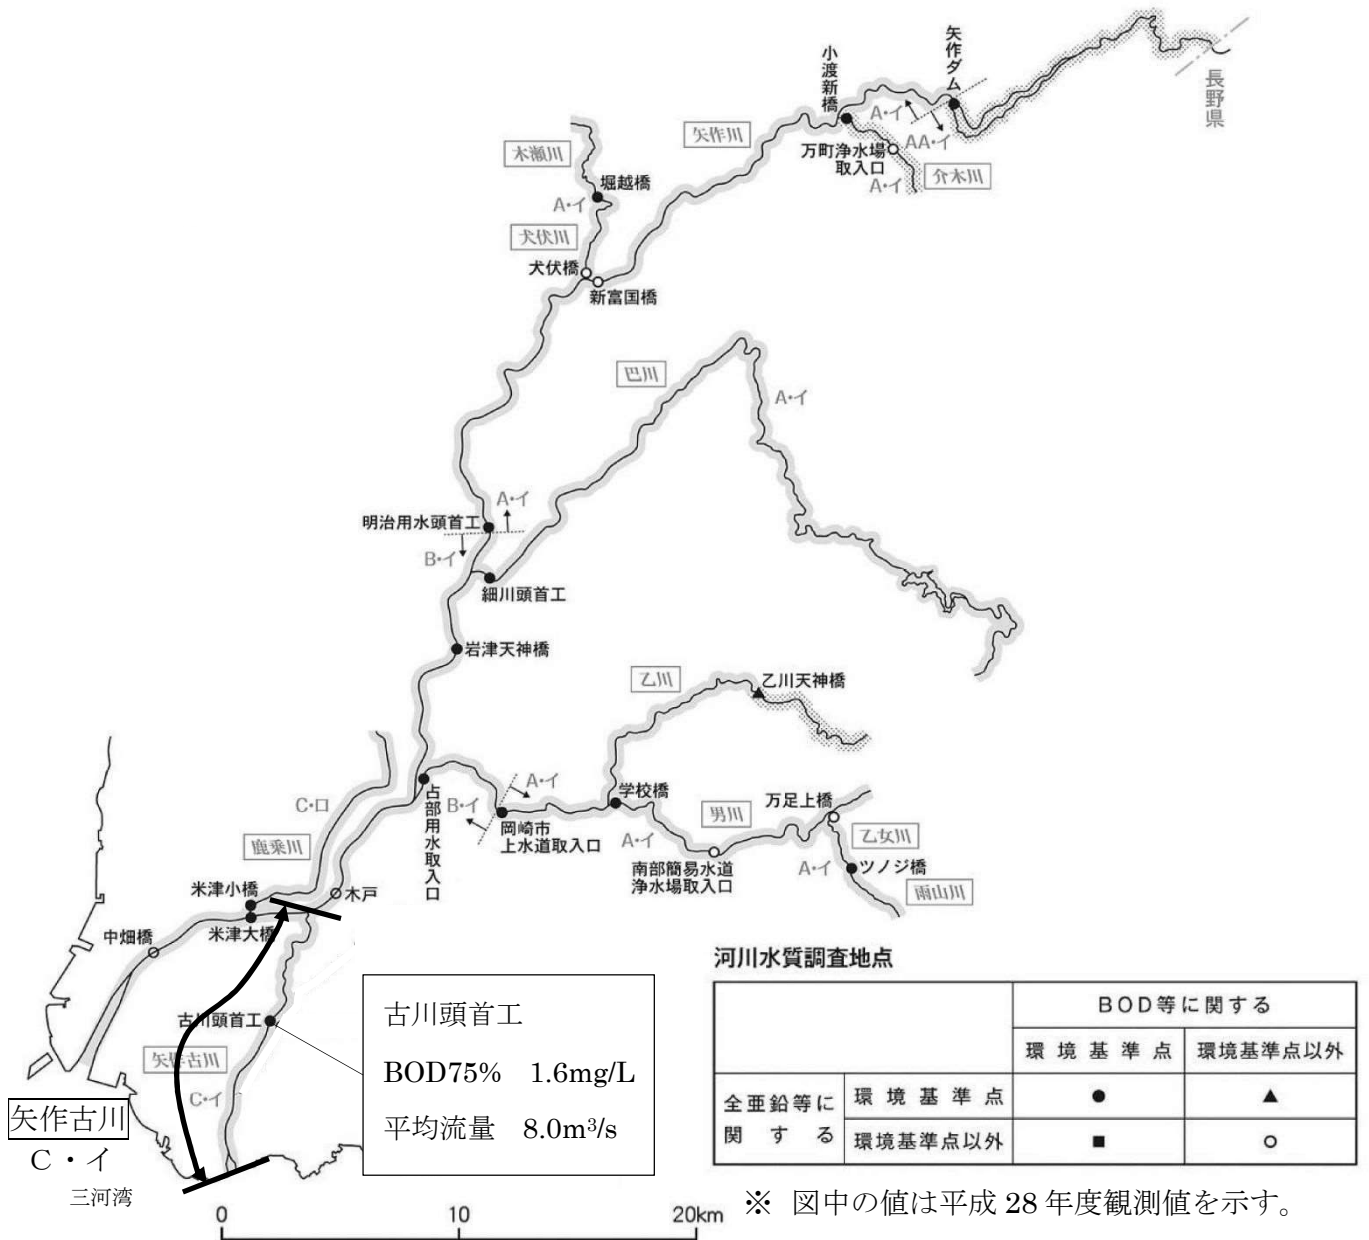 矢作ダム
小渡新橋
長野県
A・イ
AA・イ
矢作川
万町浄水場
取入口
A・イ
介木川
木瀬川
堀越橋
A・イ
犬伏川
犬伏橋
新富国橋
巴川
A・イ
A・イ
明治用水頭首工
B・イ
細川頭首工
岩津天神橋
乙川
乙川天神橋
C・ロ
占部用水取入口
B・イ
A・イ
岡崎市
上水道取入口
学校橋
A・イ
男川
万足上橋
乙女川
南部簡易水道
浄水場取入口
A・イ
ツノジ橋
雨山川
鹿乗川
米津小橋
木戸
米津大橋
中畑橋
古川頭首工
矢作古川
C・イ
矢作古川
C・イ
三河湾
古川頭首工
BOD75% 1.6mg/L
平均流量 8.0m³/s
河川水質調査地点
BOD等に関する
環境基準点
環境基準点以外
全亜鉛等に
関する
環境基準点
● ▲
環境基準点以外
■ ○
※ 図中の値は平成 28 年度観測値を示す。
0 10 20km